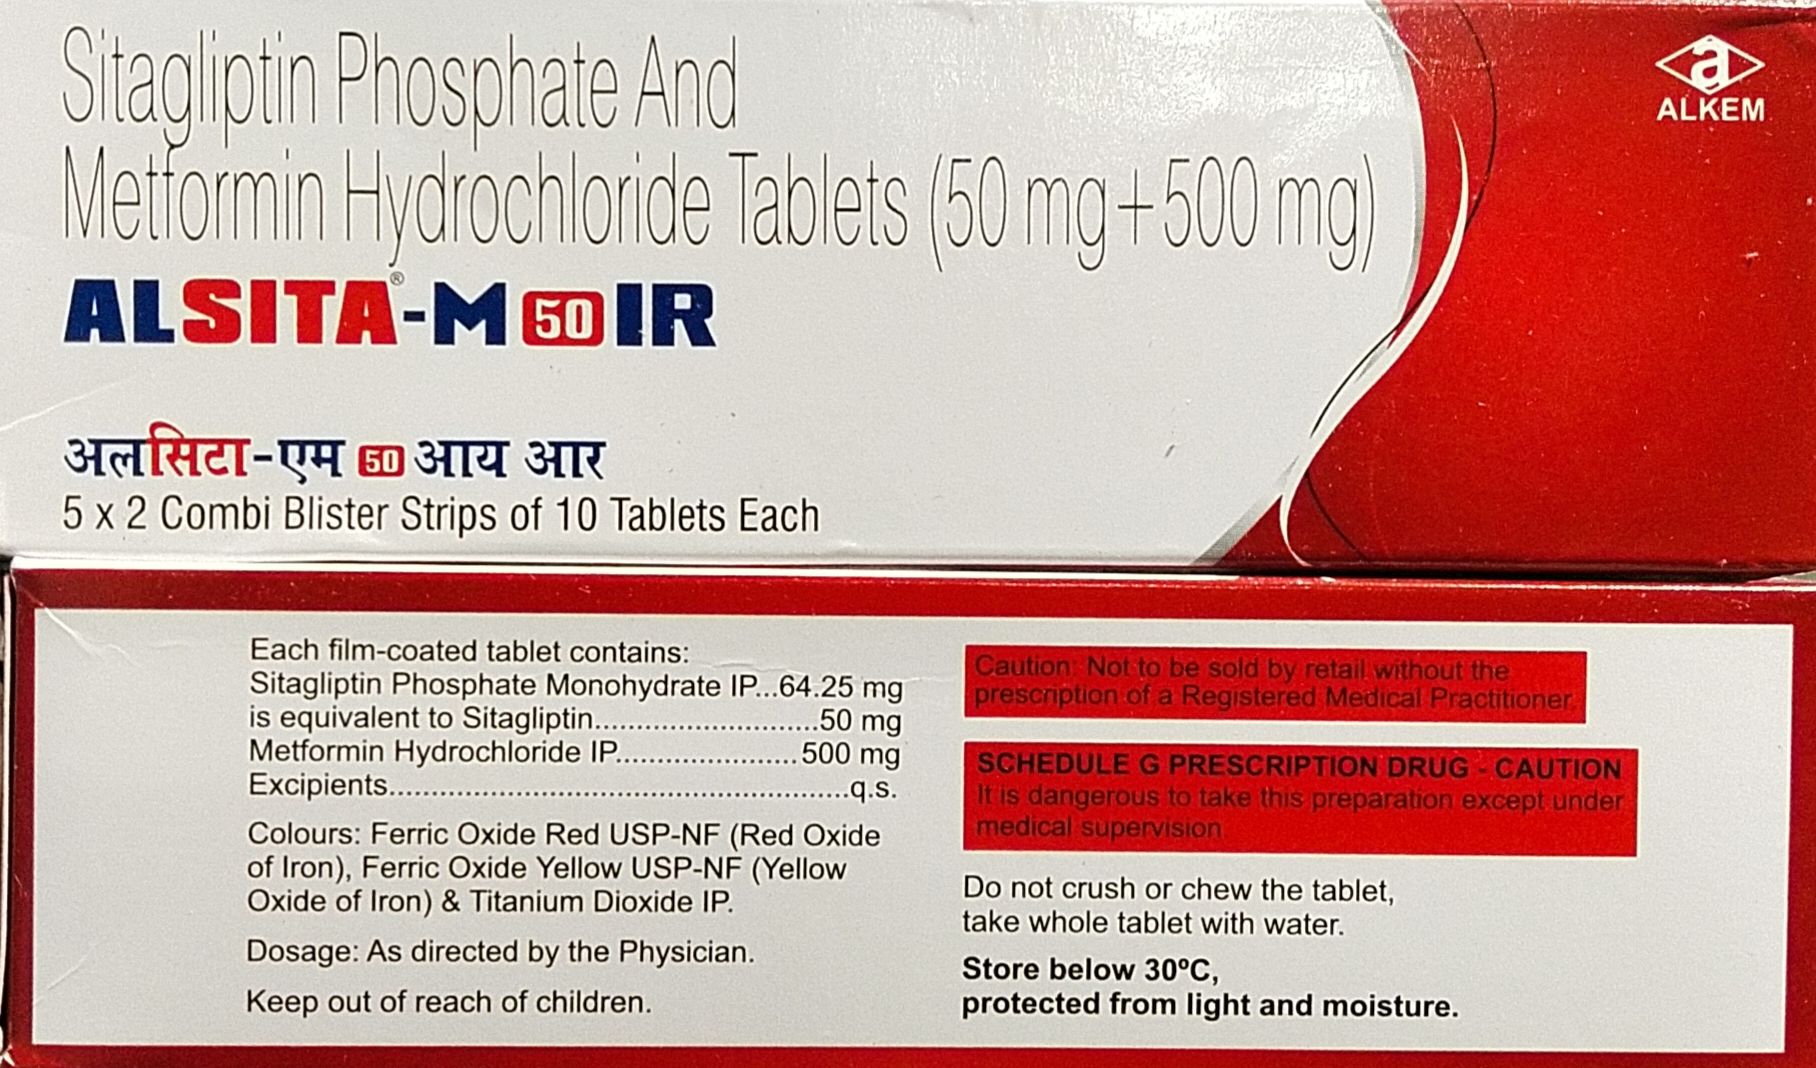 Sitagliptin Phosphate And
Metformin Hydrochloride Tablets (50 mg+500 mg)
a
ALKEM
ALSITA®-M 50 IR
अलसिटा-एम 50 आय आर
5 x 2 Combi Blister Strips of 10 Tablets Each
Each film-coated tablet contains:
Sitagliptin Phosphate Monohydrate IP...64.25 mg
is equivalent to Sitagliptin...........................50 mg
Metformin Hydrochloride IP......................500 mg
Excipients.......................................................q.s.
Colours: Ferric Oxide Red USP-NF (Red Oxide
of Iron), Ferric Oxide Yellow USP-NF (Yellow
Oxide of Iron) & Titanium Dioxide IP.
Dosage: As directed by the Physician.
Keep out of reach of children.
Caution: Not to be sold by retail without the
prescription of a Registered Medical Practitioner.
SCHEDULE G PRESCRIPTION DRUG - CAUTION
It is dangerous to take this preparation except under
medical supervision
Do not crush or chew the tablet,
take whole tablet with water.
Store below 30ºC,
protected from light and moisture.